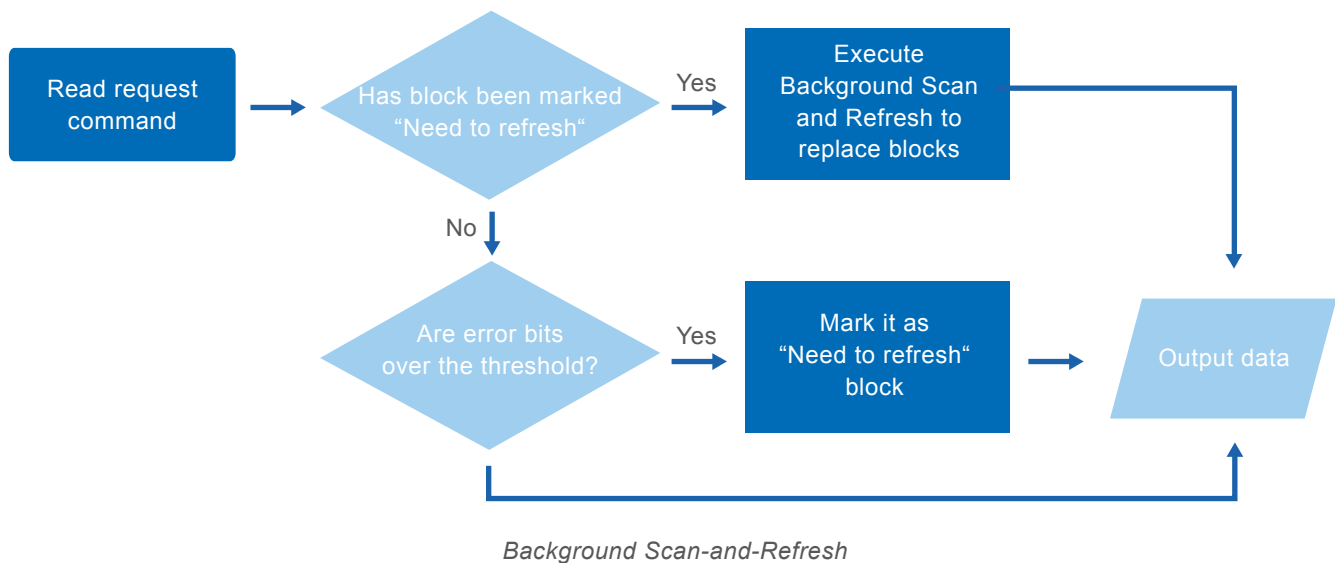 Read request
command
Has block been marked
“Need to refresh“
Yes
Execute
Background Scan
and Refresh to
replace blocks
No
Are error bits
over the threshold?
Yes
Mark it as
“Need to refresh“
block
Output data
Background Scan-and-Refresh